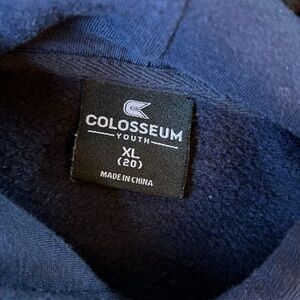 COLOSSEUM
YOUTH
XL
(20)
MADE IN CHINA